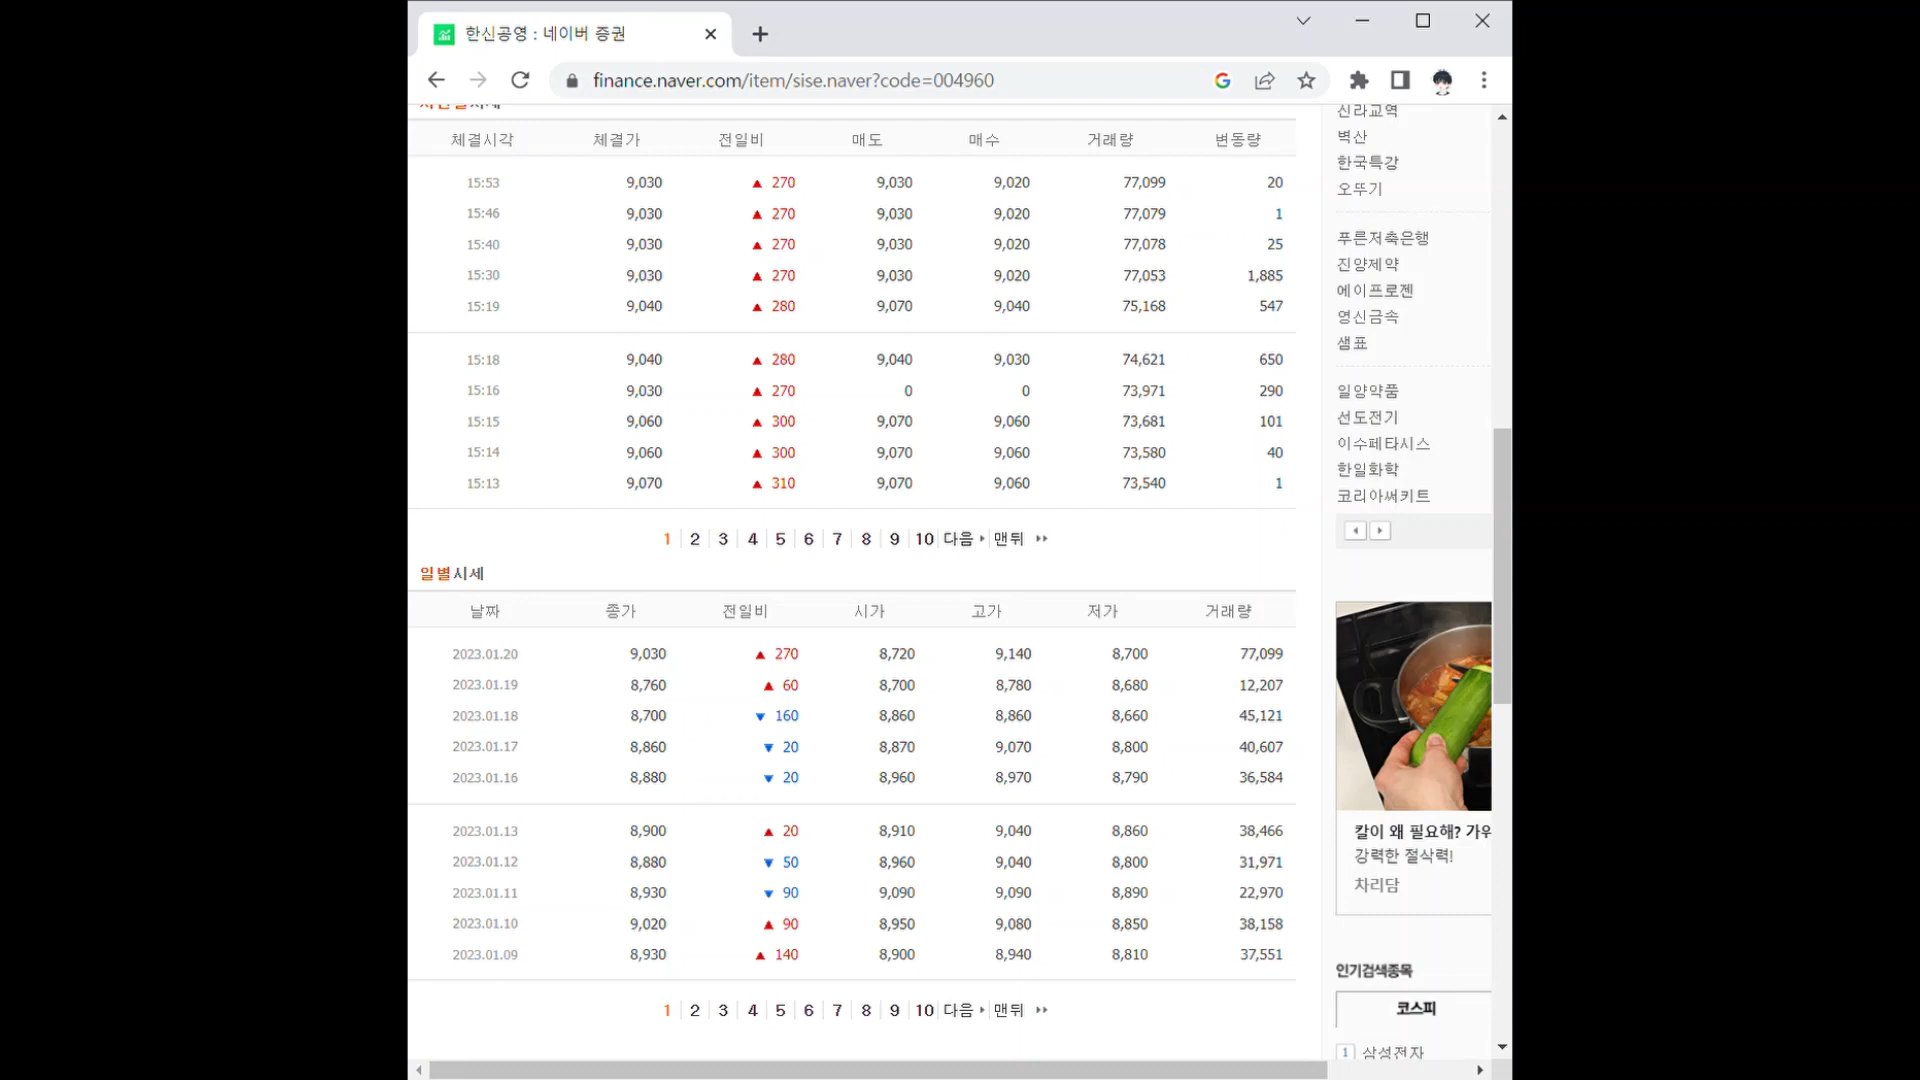 한신공영 : 네이버 증권
finance.naver.com/item/sise.naver?code=004960
체결시각 체결가 전일비 매도 매수 거래량 변동량
15:53 9,030 ▲ 270 9,030 9,020 77,099 20
15:46 9,030 ▲ 270 9,030 9,020 77,079 1
15:40 9,030 ▲ 270 9,030 9,020 77,078 25
15:30 9,030 ▲ 270 9,030 9,020 77,053 1,885
15:19 9,040 ▲ 280 9,070 9,040 75,168 547
15:18 9,040 ▲ 280 9,040 9,030 74,621 650
15:16 9,030 ▲ 270 0 0 73,971 290
15:15 9,060 ▲ 300 9,070 9,060 73,681 101
15:14 9,060 ▲ 300 9,070 9,060 73,580 40
15:13 9,070 ▲ 310 9,070 9,060 73,540 1
1 2 3 4 5 6 7 8 9 10 다음 맨뒤
일별시세
날짜 종가 전일비 시가 고가 저가 거래량
2023.01.20 9,030 ▲ 270 8,720 9,140 8,700 77,099
2023.01.19 8,760 ▲ 60 8,700 8,780 8,680 12,207
2023.01.18 8,700 ▼ 160 8,860 8,860 8,660 45,121
2023.01.17 8,860 ▼ 20 8,870 9,070 8,800 40,607
2023.01.16 8,880 ▼ 20 8,960 8,970 8,790 36,584
2023.01.13 8,900 ▲ 20 8,910 9,040 8,860 38,466
2023.01.12 8,880 ▼ 50 8,960 9,040 8,800 31,971
2023.01.11 8,930 ▼ 90 9,090 9,090 8,890 22,970
2023.01.10 9,020 ▲ 90 8,950 9,080 8,850 38,158
2023.01.09 8,930 ▲ 140 8,900 8,940 8,810 37,551
1 2 3 4 5 6 7 8 9 10 다음 맨뒤
신라교역
벽산
한국특강
오뚜기
푸른저축은행
진양제약
에이프로젠
영신금속
샘표
일양약품
선도전기
이수페타시스
한일화학
코리아써키트
칼이 왜 필요해? 가위
강력한 절삭력!
차리담
인기검색종목
코스피
1 삼성전자